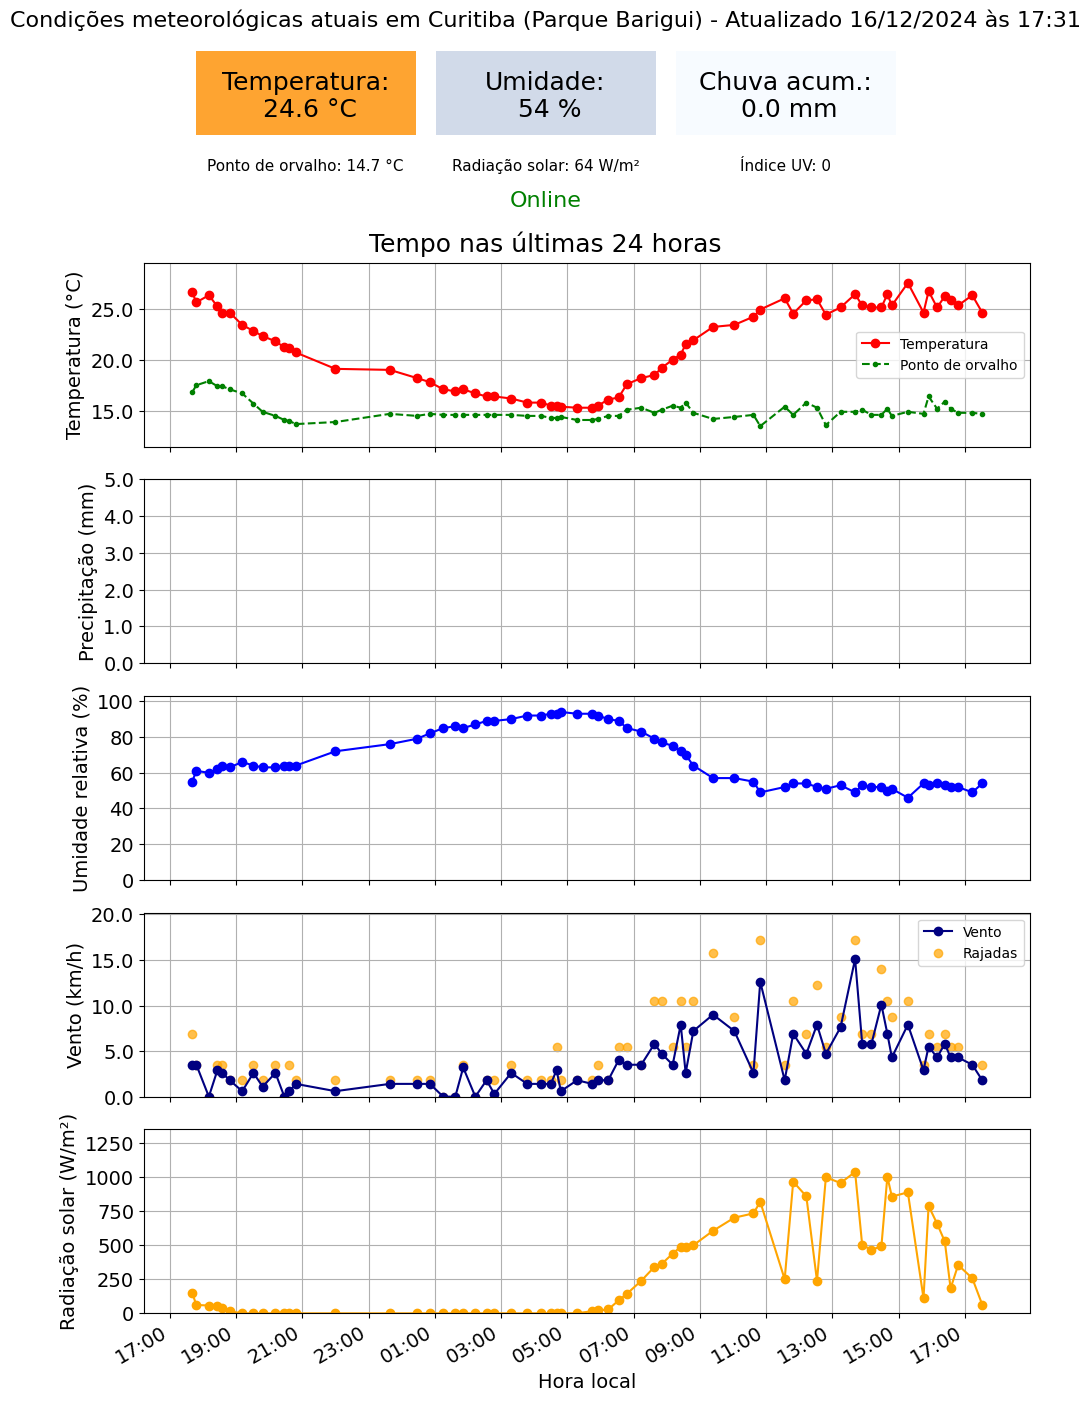 Condições meteorológicas atuais em Curitiba (Parque Barigui) - Atualizado 16/12/2024 às 17:31
Temperatura:
24.6 °C
Umidade:
54 %
Chuva acum.:
0.0 mm
Ponto de orvalho: 14.7 °C
Radiação solar: 64 W/m²
Índice UV: 0
Online
Tempo nas últimas 24 horas
Temperatura (°C)
25.0
20.0
15.0
Temperatura
Ponto de orvalho
Precipitação (mm)
5.0
4.0
3.0
2.0
1.0
0.0
Umidade relativa (%)
100
80
60
40
20
0
Vento (km/h)
20.0
15.0
10.0
5.0
0.0
Vento
Rajadas
Radiação solar (W/m²)
1250
1000
750
500
250
0
17:00 19:00 21:00 23:00 01:00 03:00 05:00 07:00 09:00 11:00 13:00 15:00 17:00
Hora local